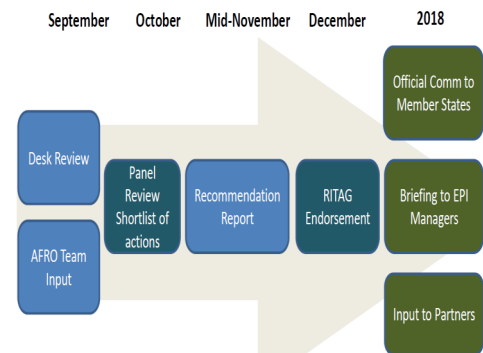 September October Mid-November December 2018
Desk Review
AFRO Team
Input
Panel
Review
Shortlist of
actions
Recommendation
Report
RITAG
Endorsement
Official Comm to
Member States
Briefing to EPI
Managers
Input to Partners